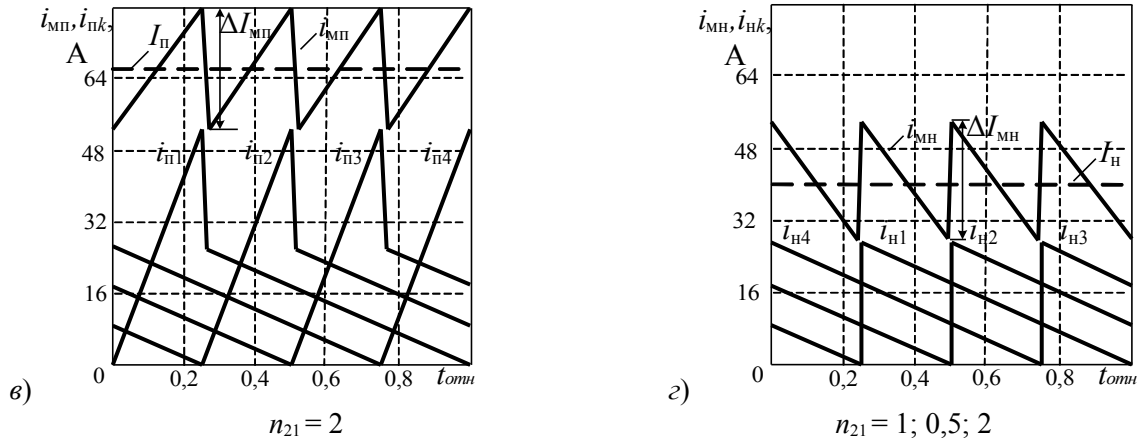 iмп, iпk, А
Iп
ΔIмп
iмп
64
48
iп1 iп2 iп3 iп4
32
16
0 0,2 0,4 0,6 0,8 tотн
в)
n21 = 2
iмн, iнk, А
64
iмн
ΔIмн
48
Iн
32
iн4 iн1 iн2 iн3
16
0 0,2 0,4 0,6 0,8 tотн
г)
n21 = 1; 0,5; 2